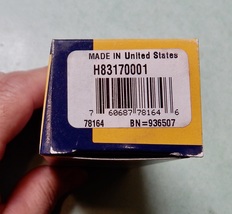 MADE IN United States
H83170001
7 60687 78164 6
78164 BN=936507